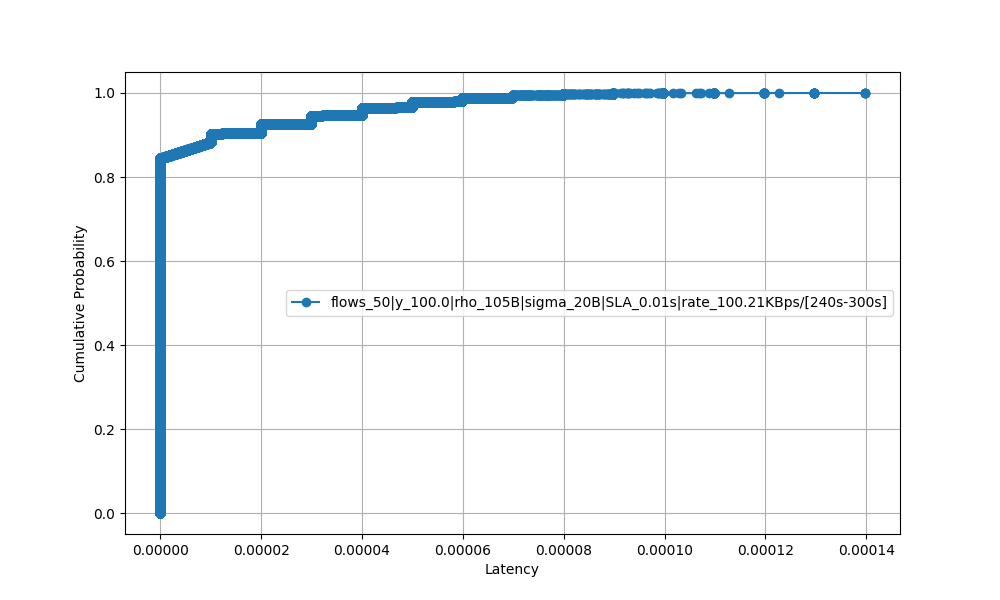 1.0
0.8
0.6
0.4
0.2
0.0
Cumulative Probability
flows_50|y_100.0|rho_105B|sigma_20B|SLA_0.01s|rate_100.21KBps/[240s-300s]
0.00000 0.00002 0.00004 0.00006 0.00008 0.00010 0.00012 0.00014
Latency